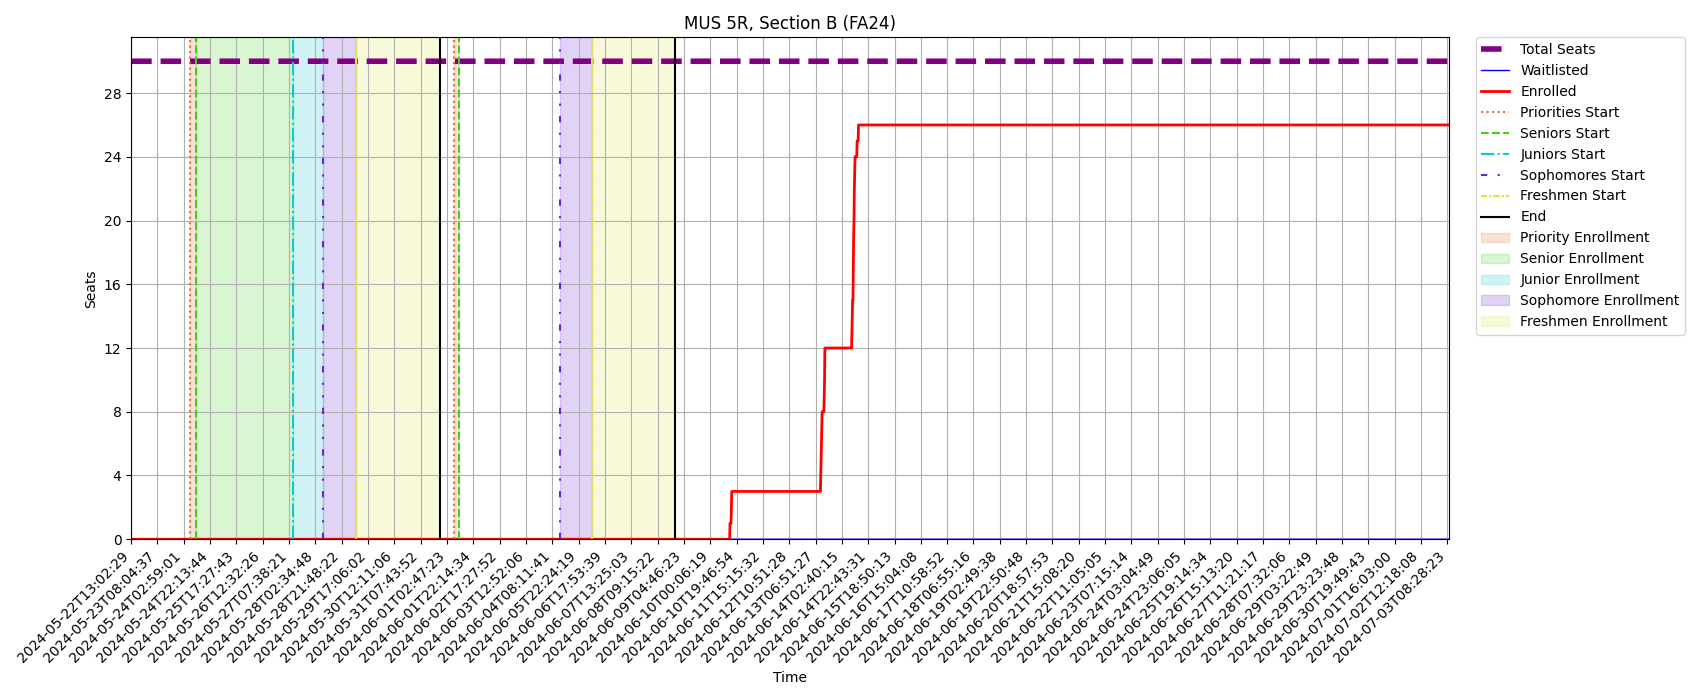 MUS 5R, Section B (FA24)
Total Seats
Waitlisted
Enrolled
Priorities Start
Seniors Start
Juniors Start
Sophomores Start
Freshmen Start
End
Priority Enrollment
Senior Enrollment
Junior Enrollment
Sophomore Enrollment
Freshmen Enrollment
Seats
28
24
20
16
12
8
4
0
2024-05-22T13:02:29
2024-05-23T08:04:37
2024-05-24T02:59:01
2024-05-24T22:13:44
2024-05-25T17:27:43
2024-05-26T12:32:26
2024-05-27T07:38:21
2024-05-28T02:34:48
2024-05-28T21:48:22
2024-05-29T17:06:02
2024-05-30T12:11:06
2024-05-31T07:43:52
2024-06-01T02:47:23
2024-06-01T22:14:37
2024-06-02T17:27:52
2024-06-03T12:52:06
2024-06-04T08:11:41
2024-06-05T22:24:19
2024-06-06T17:53:39
2024-06-07T13:25:03
2024-06-08T09:15:22
2024-06-09T04:46:23
2024-06-10T00:06:19
2024-06-10T19:46:54
2024-06-11T15:15:32
2024-06-12T10:51:28
2024-06-13T06:51:27
2024-06-14T02:40:15
2024-06-14T22:43:31
2024-06-15T18:50:13
2024-06-16T15:04:08
2024-06-17T10:58:52
2024-06-18T06:55:16
2024-06-19T02:49:38
2024-06-19T22:50:48
2024-06-20T18:57:53
2024-06-21T15:08:20
2024-06-22T11:05:05
2024-06-23T07:15:14
2024-06-24T03:04:49
2024-06-24T23:06:05
2024-06-25T19:14:34
2024-06-26T15:13:20
2024-06-27T11:21:17
2024-06-28T07:32:06
2024-06-29T03:22:49
2024-06-29T23:23:48
2024-06-30T19:49:43
2024-07-01T16:03:00
2024-07-02T12:18:08
2024-07-03T08:28:23
Time